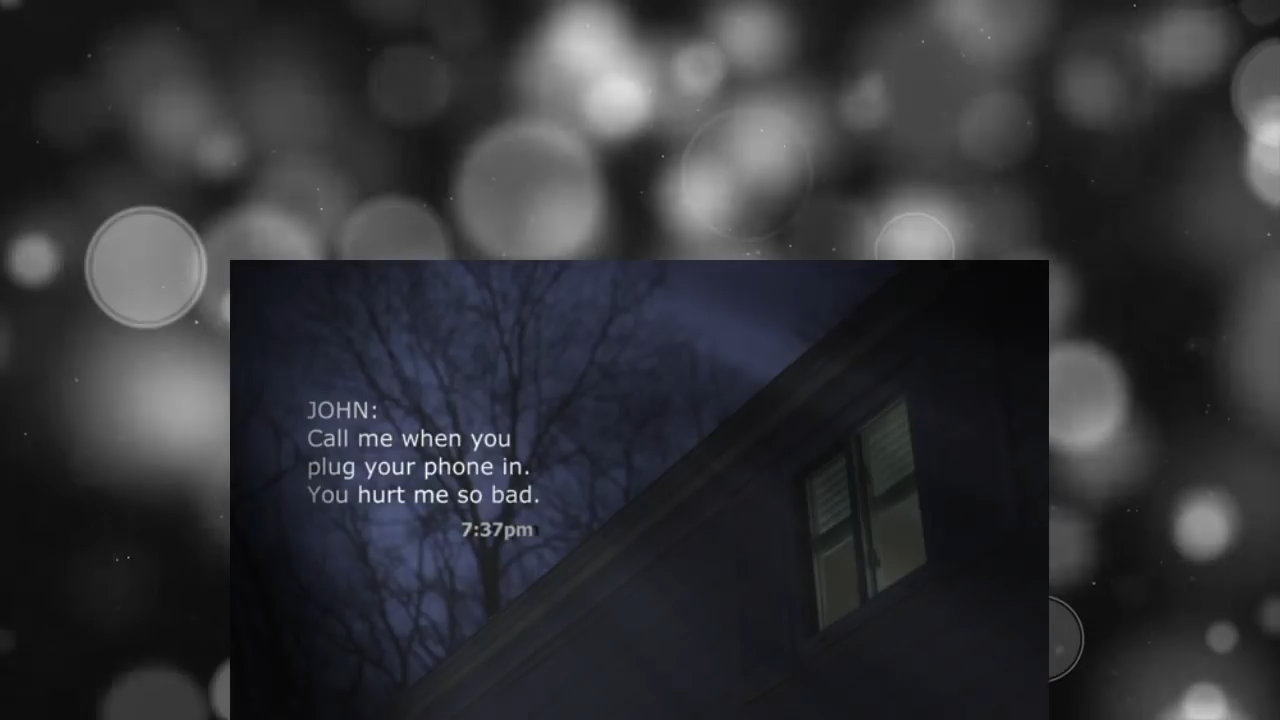 JOHN:
Call me when you
plug your phone in.
You hurt me so bad.
7:37pm